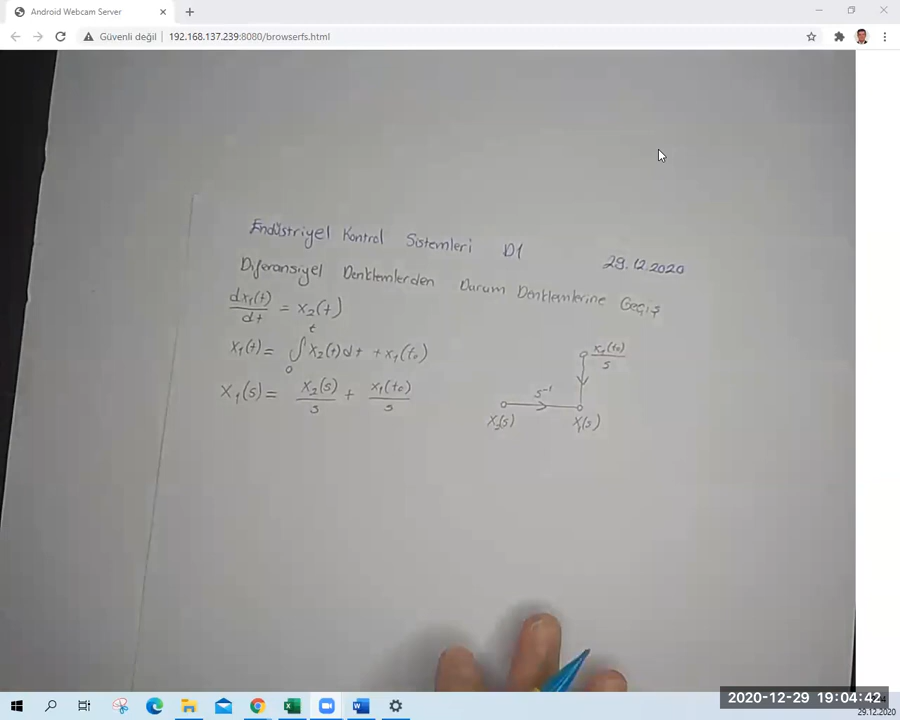 Android Webcam Server
Güvenli değil
192.168.137.239:8080/browserfs.html
Endüstriyel Kontrol Sistemleri D1 29.12.2020
Diferansiyel Denklemlerden Durum Denklemlerine Geçiş
dx₁(t)/dt = x₂(t)
x₁(t) = ∫₀ᵗ x₂(t)dt + x₁(t₀)
X₁(s) = X₂(s)/s + x₁(t₀)/s
x₁(t₀)/s
s⁻¹
X₂(s) X₁(s)
2020-12-29 19:04:42
29.12.2020